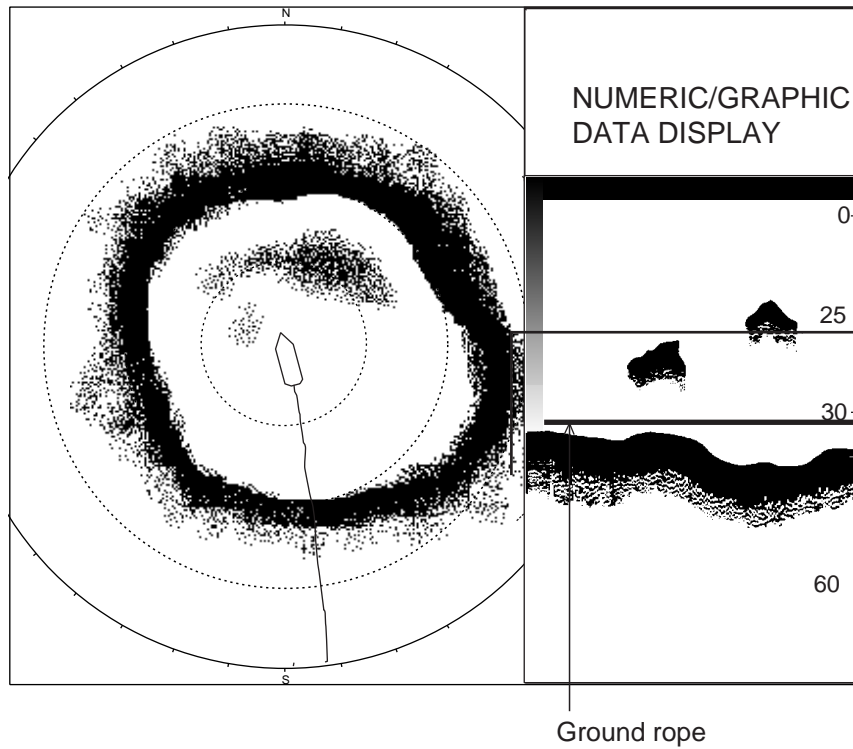 N
NUMERIC/GRAPHIC
DATA DISPLAY
0
25
30
60
S
Ground rope